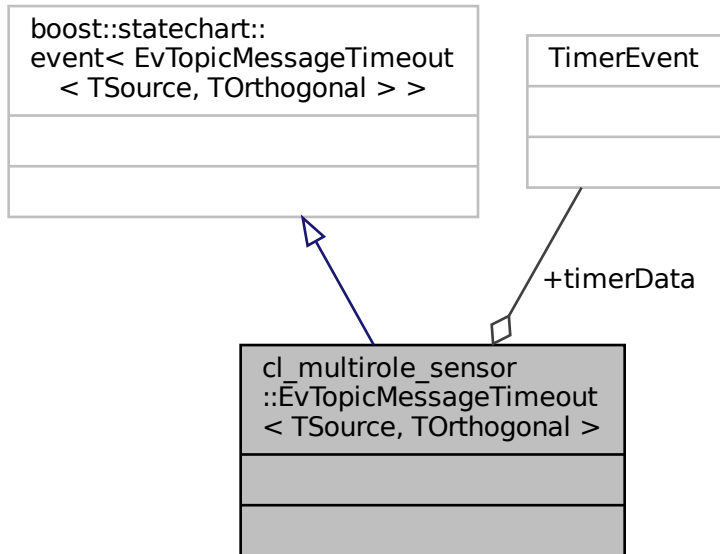 boost::statechart::
event< EvTopicMessageTimeout
< TSource, TOrthogonal > >
TimerEvent
+timerData
cl_multirole_sensor
::EvTopicMessageTimeout
< TSource, TOrthogonal >